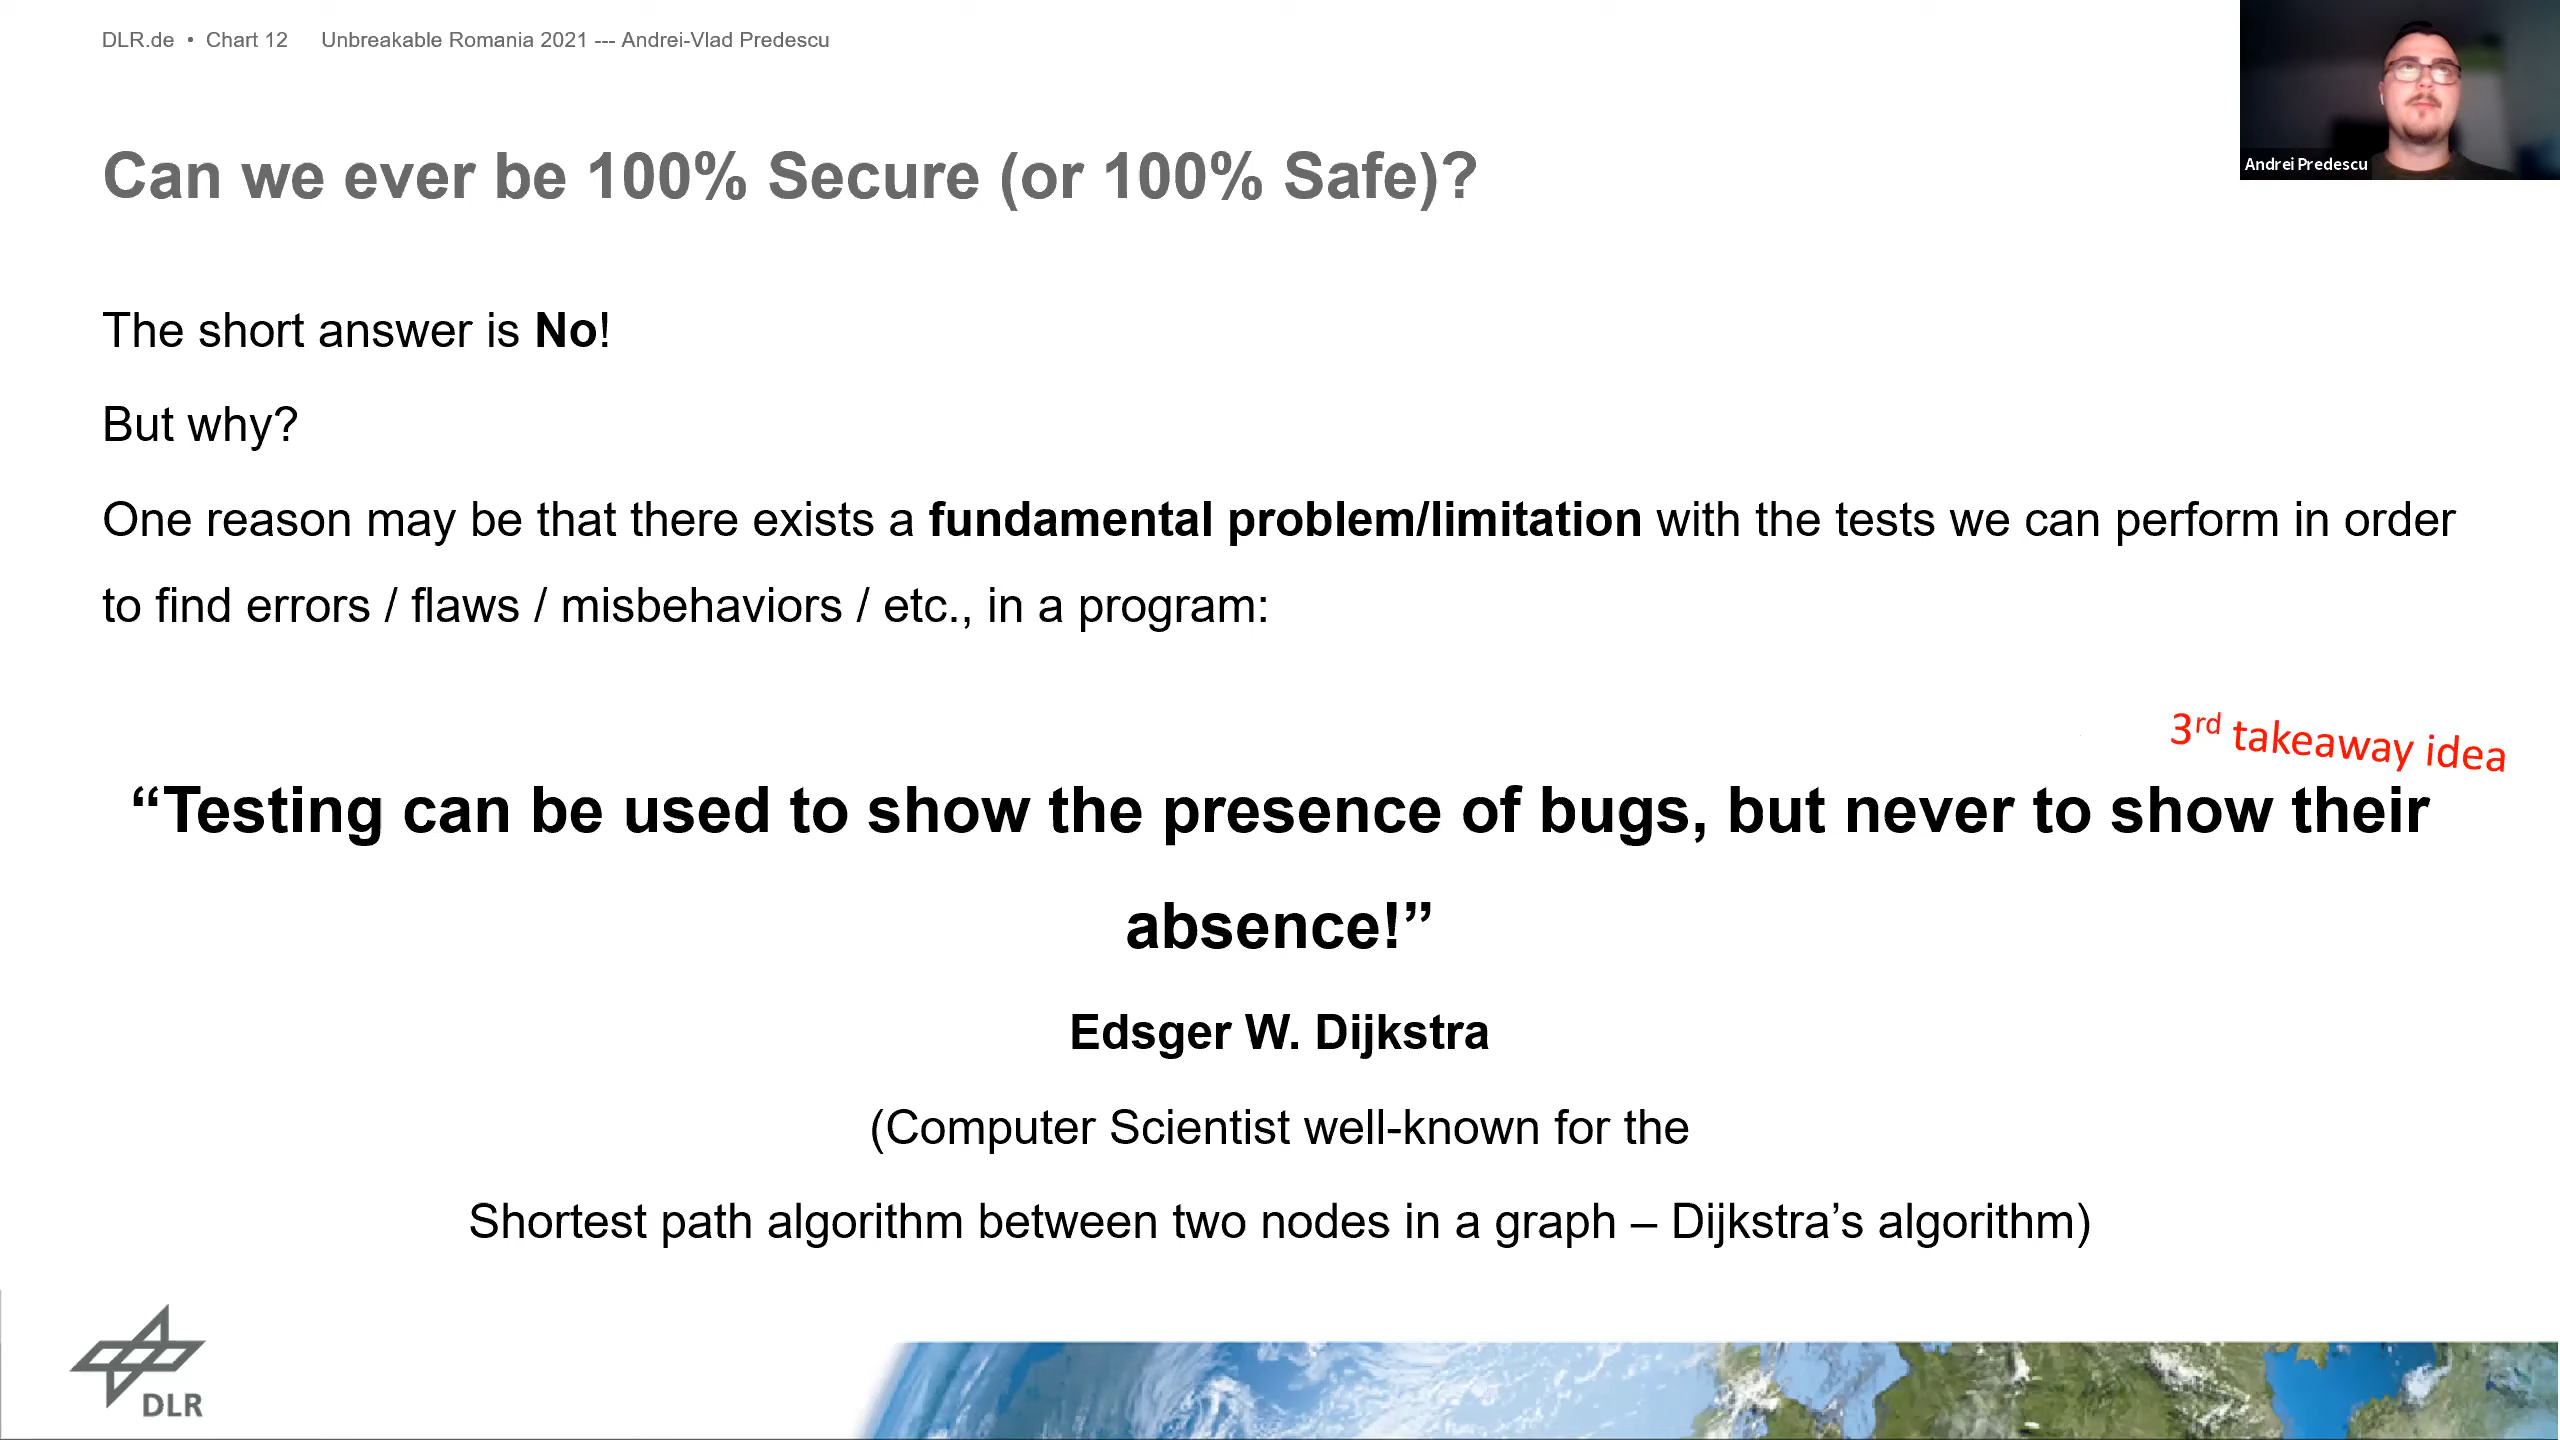 DLR.de • Chart 12 Unbreakable Romania 2021 --- Andrei-Vlad Predescu
Andrei Predescu
Can we ever be 100% Secure (or 100% Safe)?
The short answer is No!
But why?
One reason may be that there exists a fundamental problem/limitation with the tests we can perform in order
to find errors / flaws / misbehaviors / etc., in a program:
3rd takeaway idea
“Testing can be used to show the presence of bugs, but never to show their
absence!”
Edsger W. Dijkstra
(Computer Scientist well-known for the
Shortest path algorithm between two nodes in a graph – Dijkstra’s algorithm)
DLR